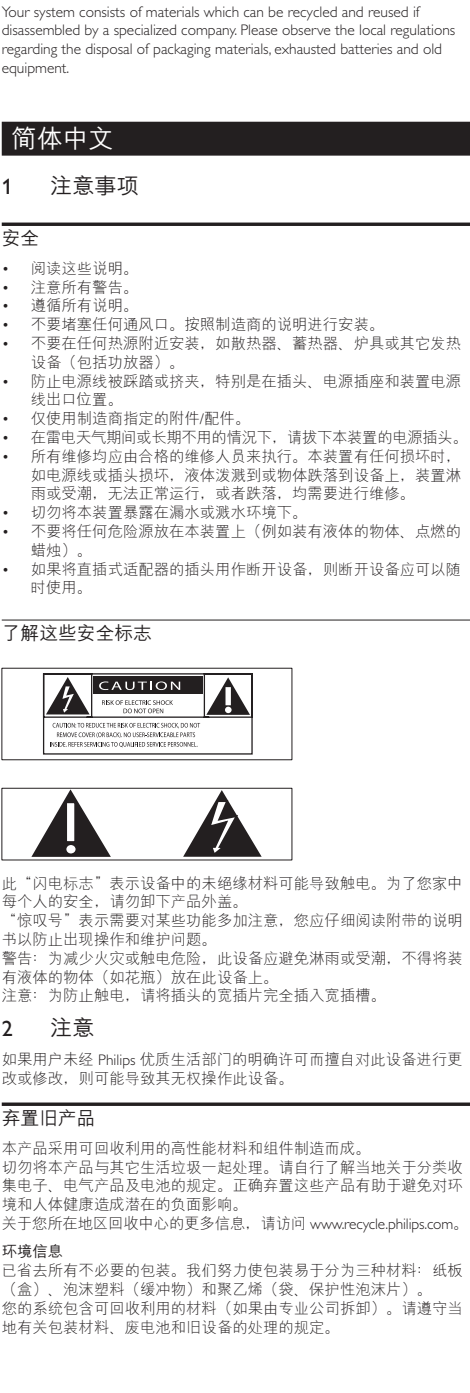 Your system consists of materials which can be recycled and reused if
disassembled by a specialized company. Please observe the local regulations
regarding the disposal of packaging materials, exhausted batteries and old
equipment.
简体中文
1 注意事项
安全
• 阅读这些说明。
• 注意所有警告。
• 遵循所有说明。
• 不要堵塞任何通风口。按照制造商的说明进行安装。
• 不要在任何热源附近安装，如散热器、蓄热器、炉具或其它发热
设备（包括功放器）。
• 防止电源线被踩踏或挤夹，特别是在插头、电源插座和装置电源
线出口位置。
• 仅使用制造商指定的附件/配件。
• 在雷电天气期间或长期不用的情况下，请拔下本装置的电源插头。
• 所有维修均应由合格的维修人员来执行。本装置有任何损坏时，
如电源线或插头损坏，液体泼溅到或物体跌落到设备上，装置淋
雨或受潮，无法正常运行，或者跌落，均需要进行维修。
• 切勿将本装置暴露在漏水或溅水环境下。
• 不要将任何危险源放在本装置上（例如装有液体的物体、点燃的
蜡烛）。
• 如果将直插式适配器的插头用作断开设备，则断开设备应可以随
时使用。
了解这些安全标志
CAUTION
RISK OF ELECTRIC SHOCK
DO NOT OPEN
CAUTION: TO REDUCE THE RISK OF ELECTRIC SHOCK, DO NOT
REMOVE COVER (OR BACK). NO USER-SERVICEABLE PARTS
INSIDE. REFER SERVICING TO QUALIFIED SERVICE PERSONNEL.
此“闪电标志”表示设备中的未绝缘材料可能导致触电。为了您家中
每个人的安全，请勿卸下产品外盖。
“惊叹号”表示需要对某些功能多加注意，您应仔细阅读附带的说明
书以防止出现操作和维护问题。
警告：为减少火灾或触电危险，此设备应避免淋雨或受潮，不得将装
有液体的物体（如花瓶）放在此设备上。
注意：为防止触电，请将插头的宽插片完全插入宽插槽。
2 注意
如果用户未经 Philips 优质生活部门的明确许可而擅自对此设备进行更
改或修改，则可能导致其无权操作此设备。
弃置旧产品
本产品采用可回收利用的高性能材料和组件制造而成。
切勿将本产品与其它生活垃圾一起处理。请自行了解当地关于分类收
集电子、电气产品及电池的规定。正确弃置这些产品有助于避免对环
境和人体健康造成潜在的负面影响。
关于您所在地区回收中心的更多信息，请访问 www.recycle.philips.com。
环境信息
已省去所有不必要的包装。我们努力使包装易于分为三种材料：纸板
（盒）、泡沫塑料（缓冲物）和聚乙烯（袋、保护性泡沫片）。
您的系统包含可回收利用的材料（如果由专业公司拆卸）。请遵守当
地有关包装材料、废电池和旧设备的处理的规定。